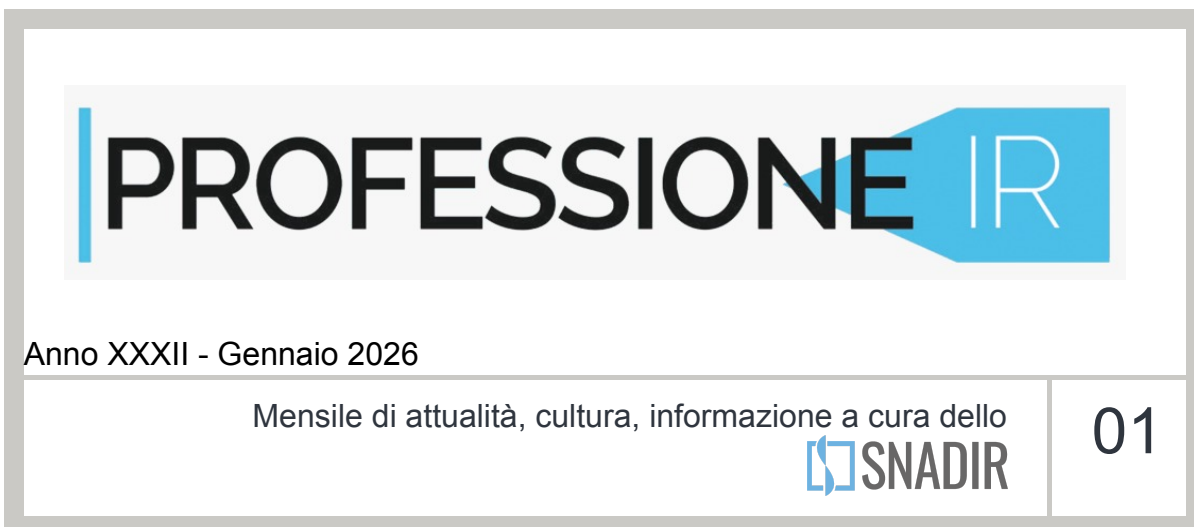 PROFESSIONE IR
Anno XXXII - Gennaio 2026
Mensile di attualità, cultura, informazione a cura dello
SNADIR
01